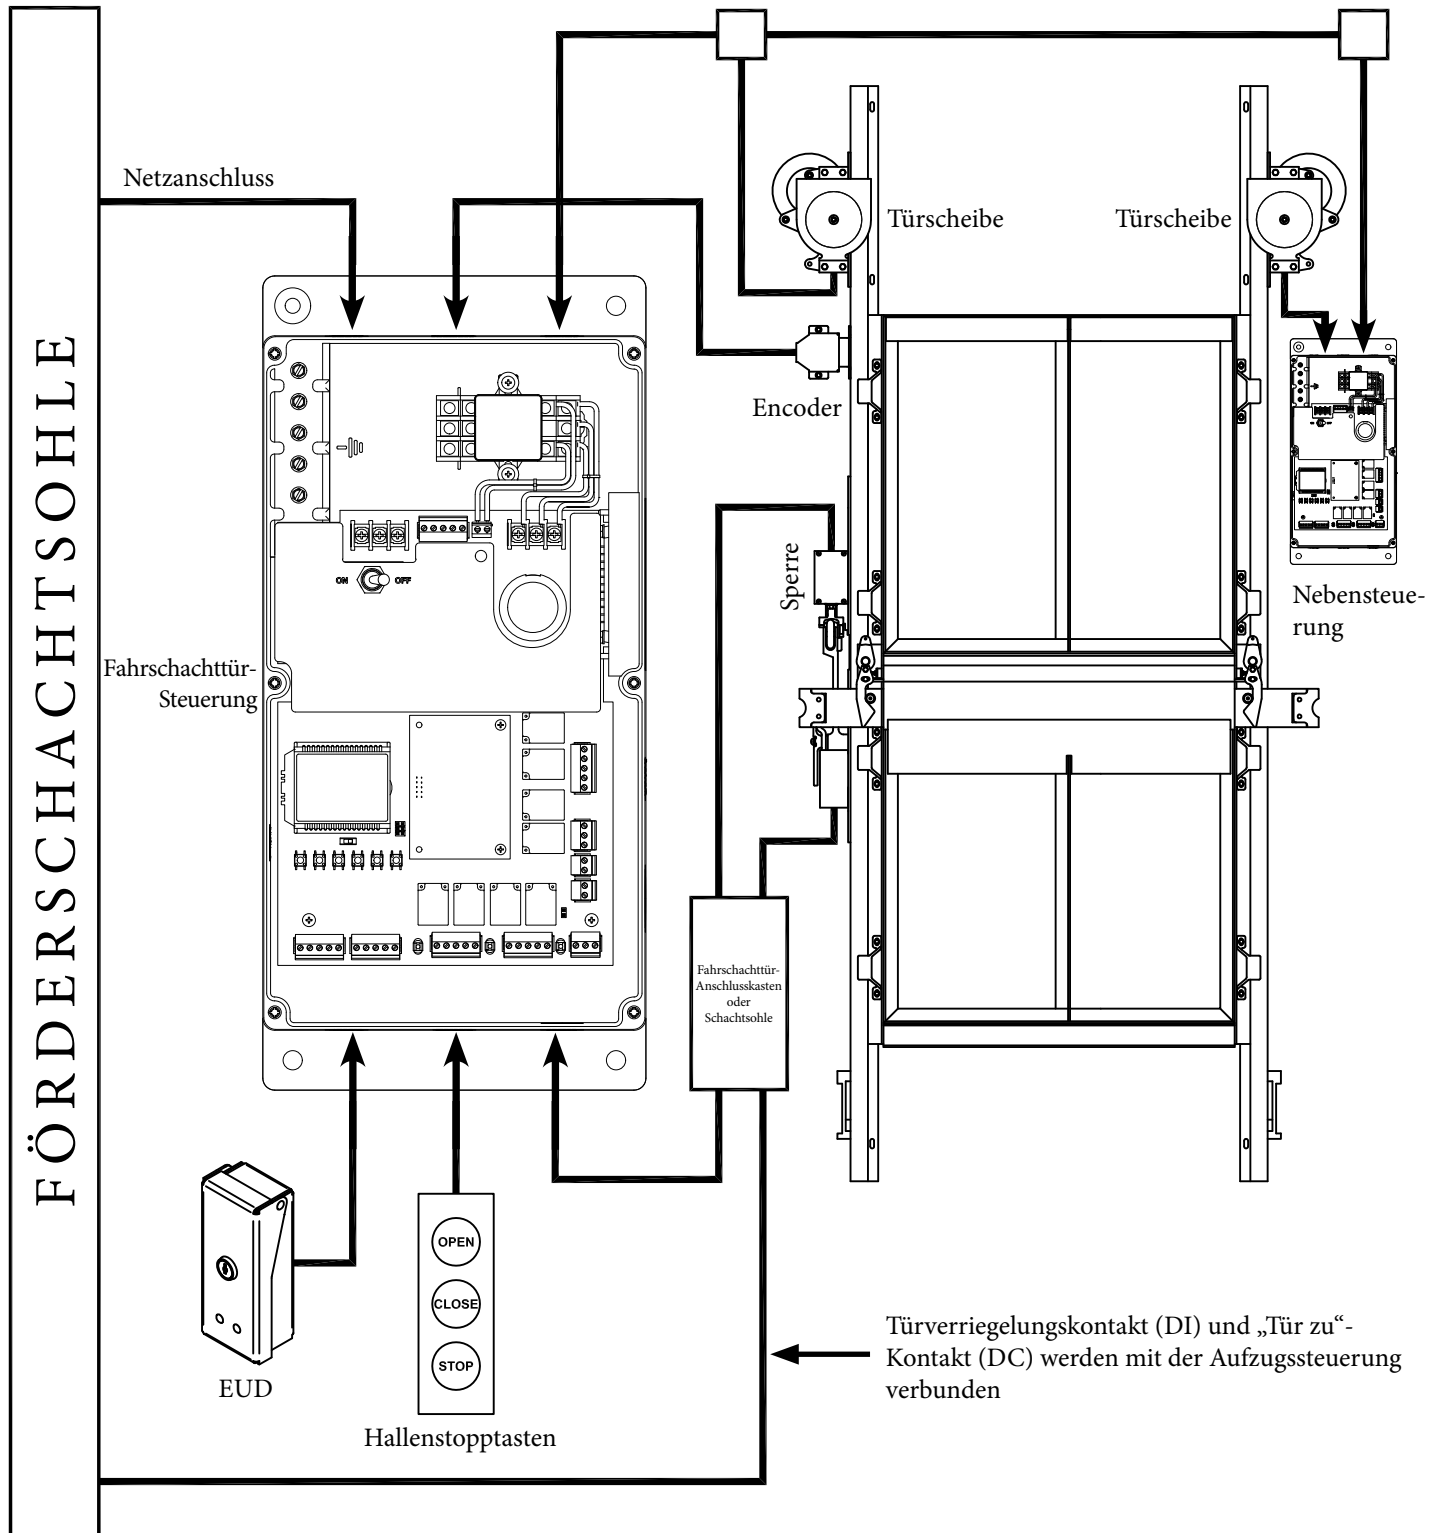 FÖRDERSCHACHTSOHLE
Netzanschluss
Türscheibe
Türscheibe
Encoder
Sperre
Nebensteue-
rung
ON
OFF
Fahrschachttür-
Steuerung
Fahrschachttür-
Anschlusskasten
oder
Schachtsohle
OPEN
CLOSE
STOP
EUD
Hallenstopptasten
Türverriegelungskontakt (DI) und „Tür zu“-
Kontakt (DC) werden mit der Aufzugssteuerung
verbunden